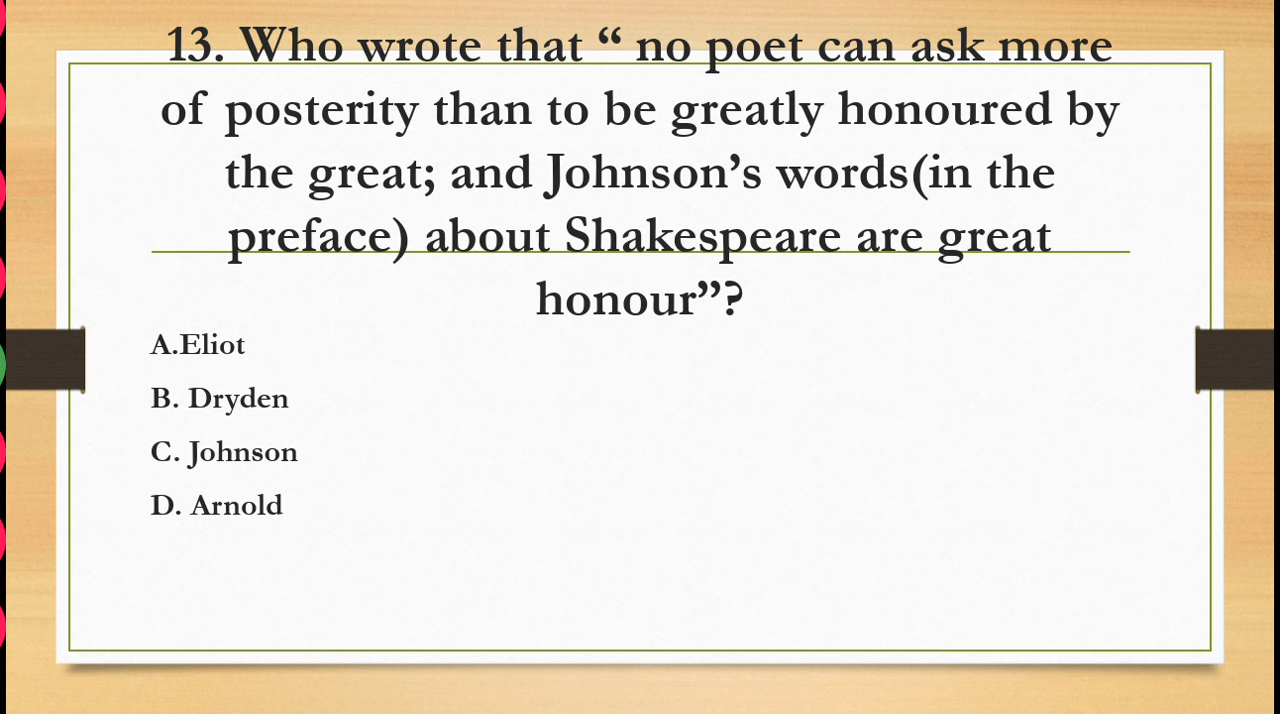 13. Who wrote that “ no poet can ask more
of posterity than to be greatly honoured by
the great; and Johnson’s words(in the
preface) about Shakespeare are great
honour”?
A.Eliot
B. Dryden
C. Johnson
D. Arnold